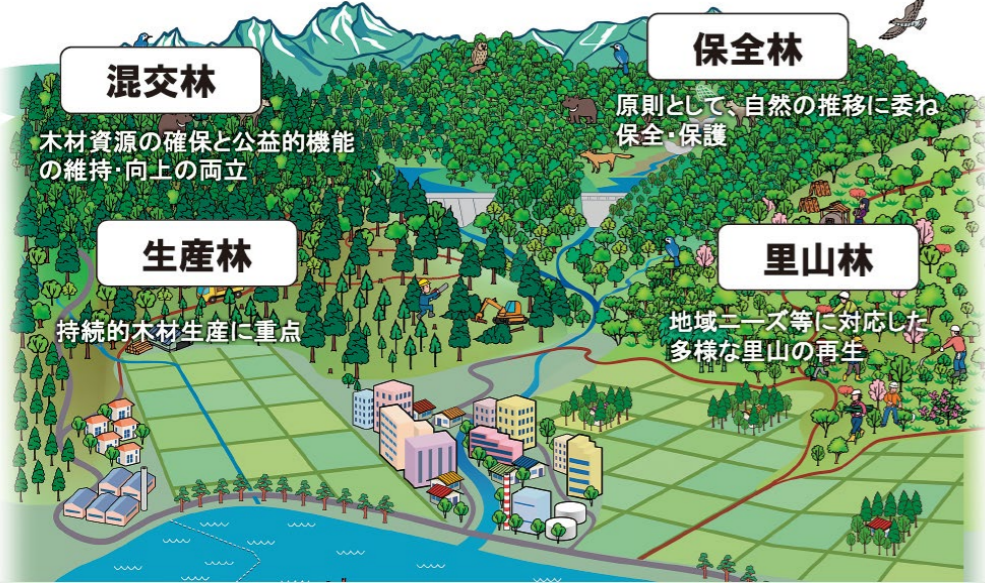 混交林
木材資源の確保と公益的機能
の維持・向上の両立
保全林
原則として、自然の推移に委ね
保全・保護
生産林
持続的木材生産に重点
里山林
地域ニーズ等に対応した
多様な里山の再生